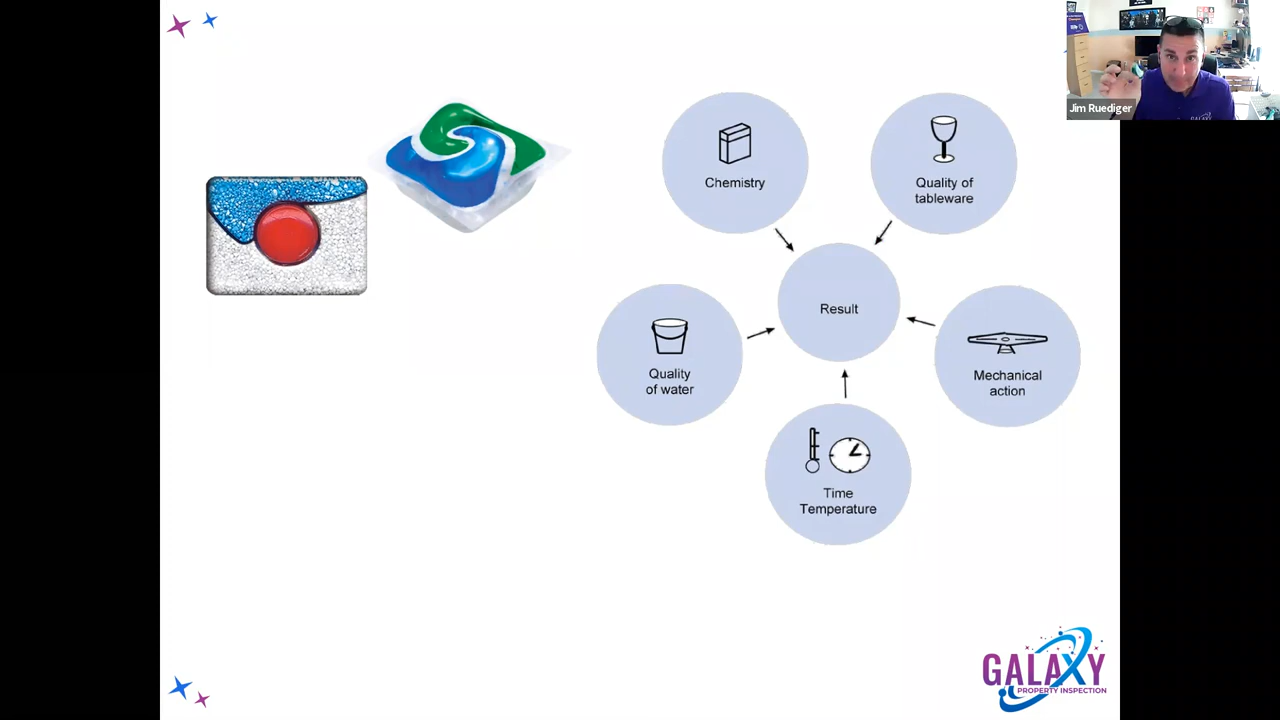 Jim Ruediger
Chemistry
Quality of
tableware
Result
Quality
of water
Mechanical
action
Time
Temperature
GALAXY
PROPERTY INSPECTION